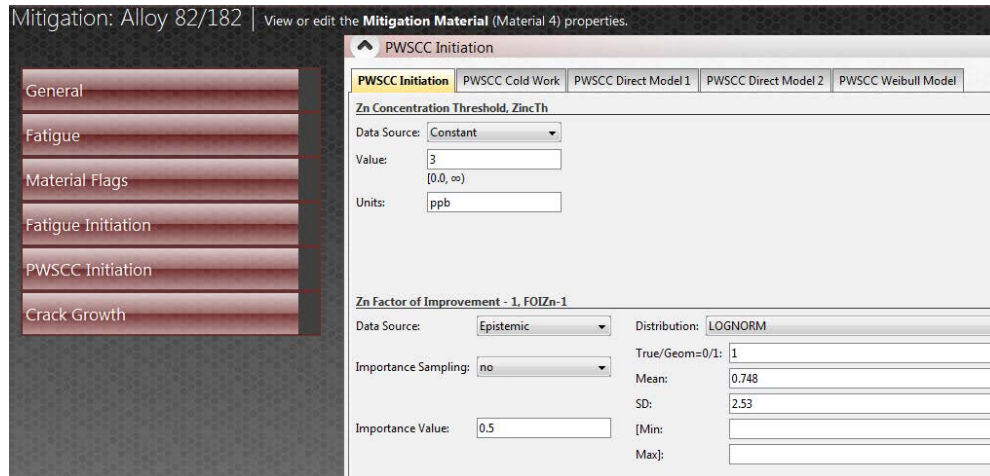 Mitigation: Alloy 82/182 | View or edit the Mitigation Material (Material 4) properties.
General
Fatigue
Material Flags
Fatigue Initiation
PWSCC Initiation
Crack Growth
PWSCC Initiation
PWSCC Initiation PWSCC Cold Work PWSCC Direct Model 1 PWSCC Direct Model 2 PWSCC Weibull Model
Zn Concentration Threshold, ZincTh
Data Source: Constant
Value: 3
[0.0, ∞)
Units: ppb
Zn Factor of Improvement - 1, FOIZn-1
Data Source: Epistemic Distribution: LOGNORM
True/Geom=0/1: 1
Importance Sampling: no
Mean: 0.748
SD: 2.53
Importance Value: 0.5 [Min:
Max]: